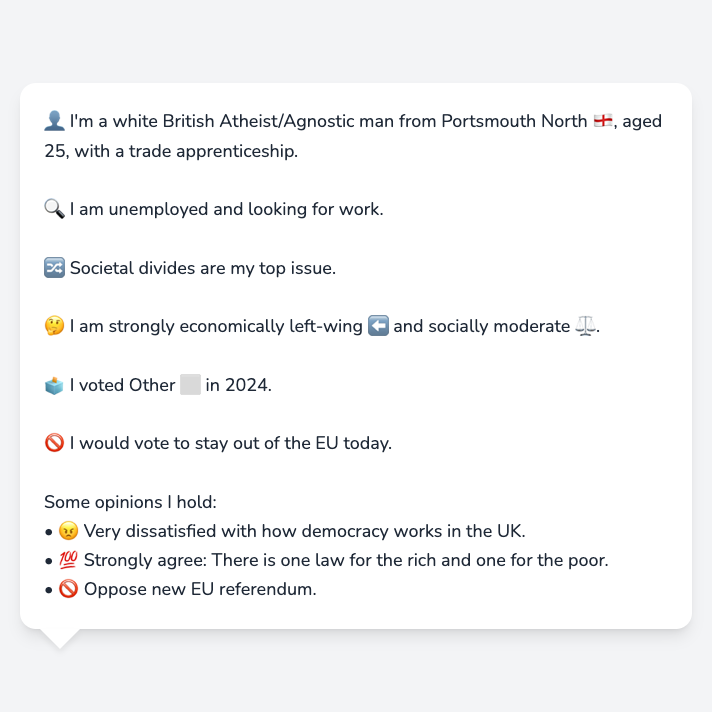 👤 I'm a white British Atheist/Agnostic man from Portsmouth North 🏴󠁧󠁢󠁥󠁮󠁧󠁿, aged
25, with a trade apprenticeship.
🔍 I am unemployed and looking for work.
🔀 Societal divides are my top issue.
🤔 I am strongly economically left-wing ⬅️ and socially moderate ⚖️.
🗳️ I voted Other ⬜ in 2024.
🚫 I would vote to stay out of the EU today.
Some opinions I hold:
• 😠 Very dissatisfied with how democracy works in the UK.
• 💯 Strongly agree: There is one law for the rich and one for the poor.
• 🚫 Oppose new EU referendum.